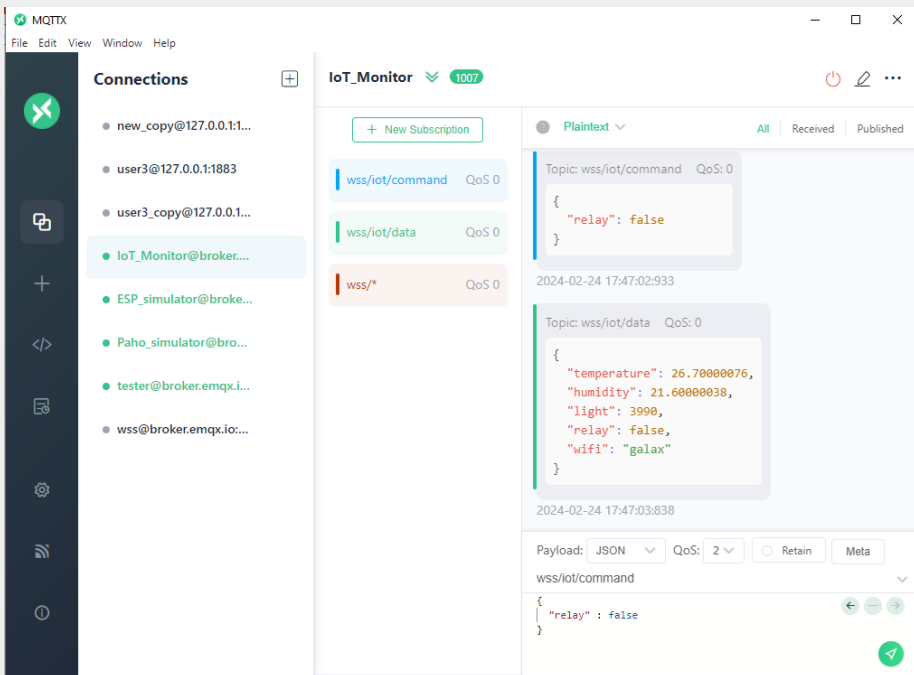 MQTTX
File Edit View Window Help
Connections
new_copy@127.0.0.1:1...
user3@127.0.0.1:1883
user3_copy@127.0.0.1...
IoT_Monitor@broker....
ESP_simulator@broke...
Paho_simulator@bro...
tester@broker.emqx.i...
wss@broker.emqx.io:...
IoT_Monitor 1007
+ New Subscription
wss/iot/command QoS 0
wss/iot/data QoS 0
wss/* QoS 0
Plaintext All Received Published
Topic: wss/iot/command QoS: 0
{
"relay": false
}
2024-02-24 17:47:02:933
Topic: wss/iot/data QoS: 0
{
"temperature": 26.70000076,
"humidity": 21.60000038,
"light": 3990,
"relay": false,
"wifi": "galax"
}
2024-02-24 17:47:03:838
Payload: JSON QoS: 2 Retain Meta
wss/iot/command
{
"relay" : false
}